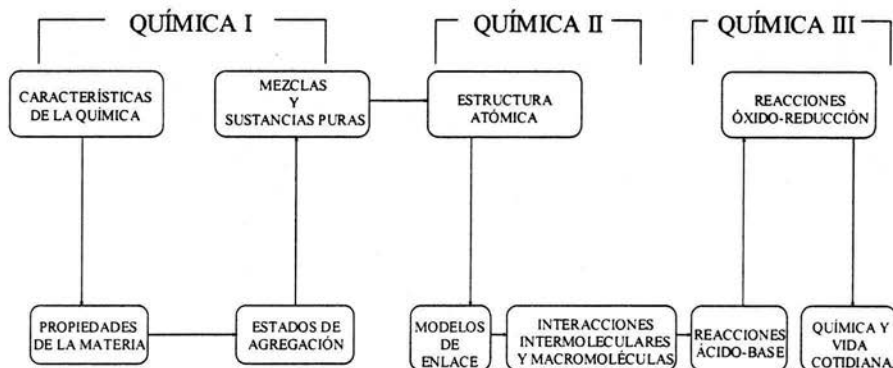 QUÍMICA I
QUÍMICA II
QUÍMICA III
CARACTERÍSTICAS
DE LA QUÍMICA
MEZCLAS
Y
SUSTANCIAS PURAS
ESTRUCTURA
ATÓMICA
REACCIONES
ÓXIDO-REDUCCIÓN
PROPIEDADES
DE LA MATERIA
ESTADOS DE
AGREGACIÓN
MODELOS
DE
ENLACE
INTERACCIONES
INTERMOLECULARES
Y MACROMOLÉCULAS
REACCIONES
ÁCIDO-BASE
QUÍMICA Y
VIDA
COTIDIANA